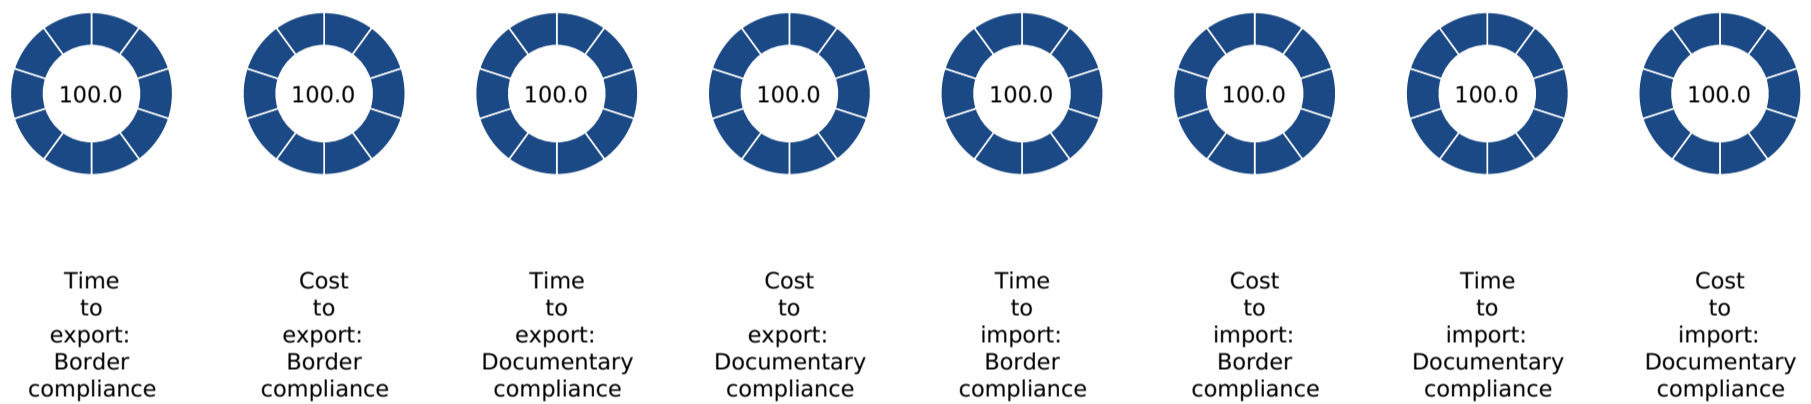 100.0
100.0
100.0
100.0
100.0
100.0
100.0
100.0
Time
to
export:
Border
compliance
Cost
to
export:
Border
compliance
Time
to
export:
Documentary
compliance
Cost
to
export:
Documentary
compliance
Time
to
import:
Border
compliance
Cost
to
import:
Border
compliance
Time
to
import:
Documentary
compliance
Cost
to
import:
Documentary
compliance